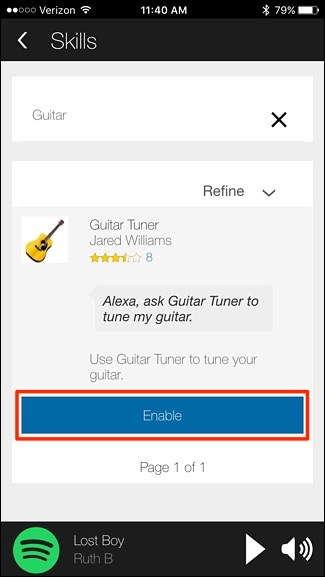 Verizon 11:40 AM 79%
Skills
Guitar
Refine
Guitar Tuner
Jared Williams
8
Alexa, ask Guitar Tuner to
tune my guitar.
Use Guitar Tuner to tune your
guitar.
Enable
Page 1 of 1
Lost Boy
Ruth B